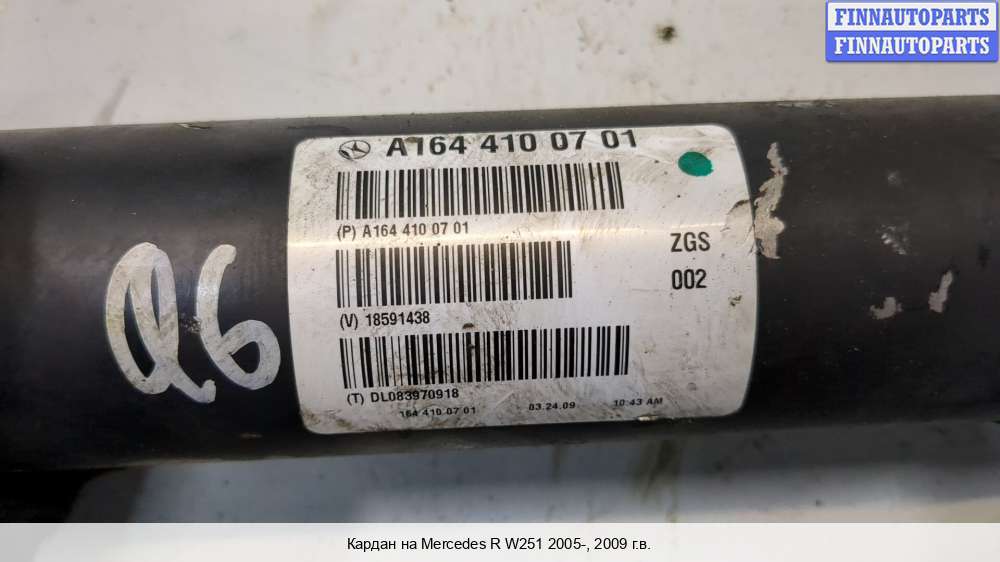 FINNAUTOPARTS
FINNAUTOPARTS
A164 410 07 01
(P) A164 410 07 01
ZGS
(V) 18591438
002
(T) DL083970918
164 410 07 01 03.24.09 10:43 AM
26
Кардан на Mercedes R W251 2005-, 2009 г.в.